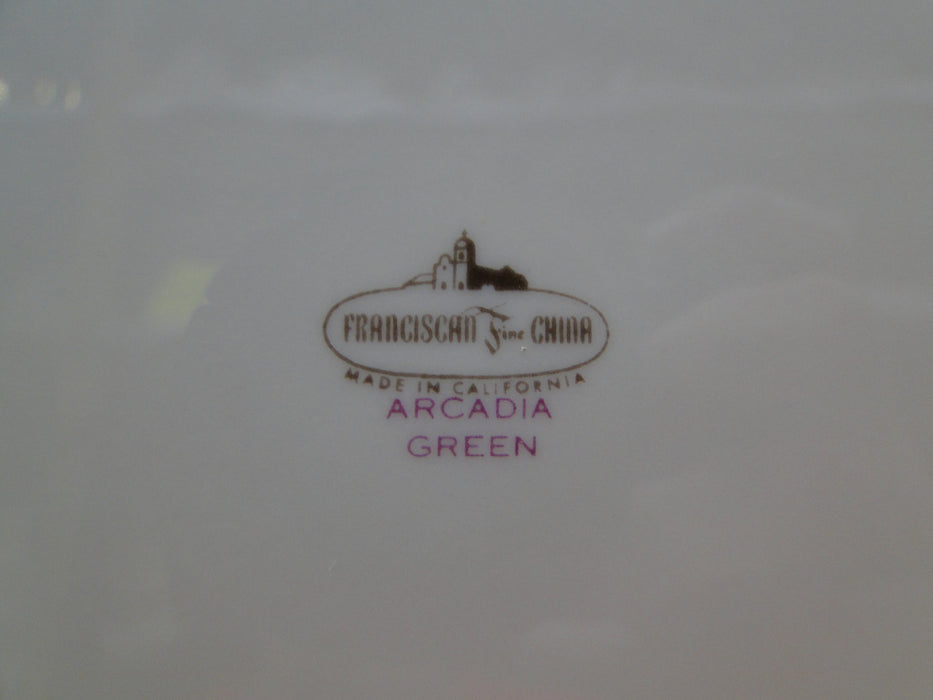 FRANCISCAN Fine CHINA
MADE IN CALIFORNIA
ARCADIA
GREEN